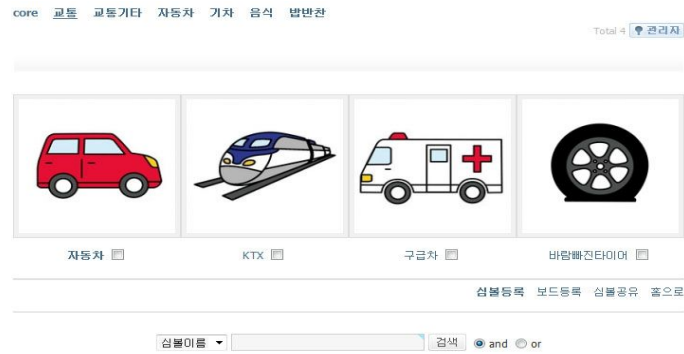 core 교통 교통기타 자동차 기차 음식 밥반찬
Total 4 관리자
자동차 KTX 구급차 바람빠진타이어
심볼등록 보드등록 심볼공유 홈으로
심볼이름 검색 and or